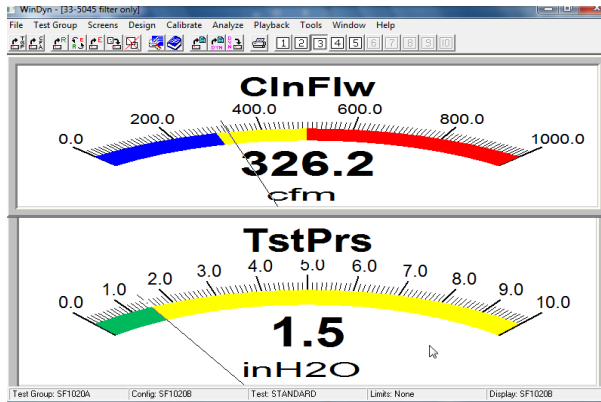 WinDyn - [33-5045 filter only]
File Test Group Screens Design Calibrate Analyze Playback Tools Window Help
1 2 3 4 5 6 7 8 9 10
ClnFlw
0.0 200.0 400.0 600.0 800.0 1000.0
326.2
cfm
TstPrs
0.0 1.0 2.0 3.0 4.0 5.0 6.0 7.0 8.0 9.0 10.0
1.5
inH2O
Test Group: SF1020A Config: SF1020B Test: STANDARD Limits: None Display: SF1020B